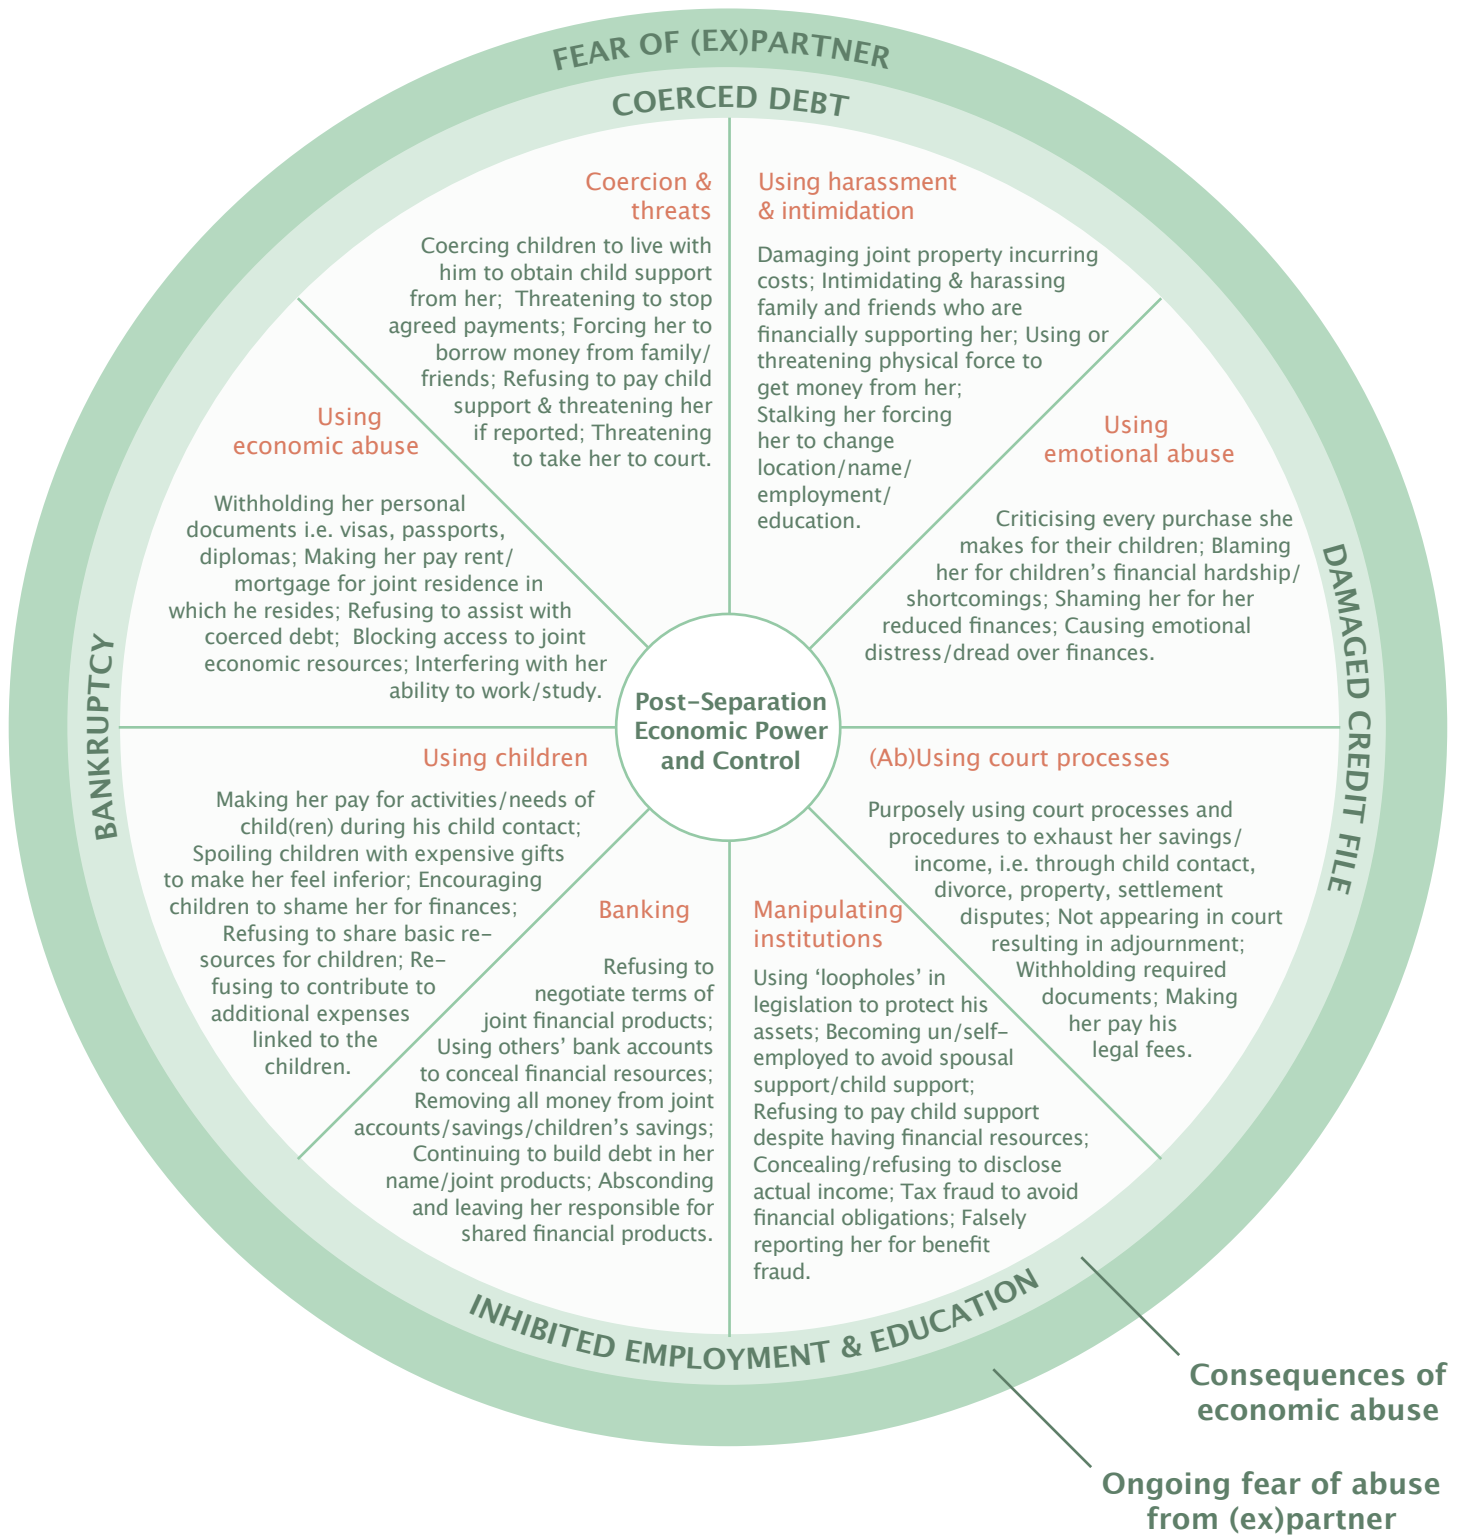 FEAR OF (EX)PARTNER
COERCED DEBT
Coercion &
threats
Coercing children to live with
him to obtain child support
from her;  Threatening to stop
agreed payments; Forcing her to
borrow money from family/
friends; Refusing to pay child
support & threatening her
if reported; Threatening
to take her to court.
Using harassment
& intimidation
Damaging joint property incurring
costs; Intimidating & harassing
family and friends who are
financially supporting her; Using or
threatening physical force to
get money from her;
Stalking her forcing
her to change
location/name/
employment/
education.
Using
economic abuse
Withholding her personal
documents i.e. visas, passports,
diplomas; Making her pay rent/
mortgage for joint residence in
which he resides; Refusing to assist with
coerced debt;  Blocking access to joint
economic resources; Interfering with her
ability to work/study.
Using
emotional abuse
Criticising every purchase she
makes for their children; Blaming
her for children’s financial hardship/
shortcomings; Shaming her for her
reduced finances; Causing emotional
distress/dread over finances.
DAMAGED CREDIT FILE
BANKRUPTCY
Post–Separation
Economic Power
and Control
Using children
Making her pay for activities/needs of
child(ren) during his child contact;
Spoiling children with expensive gifts
to make her feel inferior; Encouraging
children to shame her for finances;
Refusing to share basic re–
sources for children; Re–
fusing to contribute to
additional expenses
linked to the
children.
(Ab)Using court processes
Purposely using court processes and
procedures to exhaust her savings/
income, i.e. through child contact,
divorce, property, settlement
disputes; Not appearing in court
resulting in adjournment;
Withholding required
documents; Making
her pay his
legal fees.
Banking
Refusing to
negotiate terms of
joint financial products;
Using others’ bank accounts
to conceal financial resources;
Removing all money from joint
accounts/savings/children’s savings;
Continuing to build debt in her
name/joint products; Absconding
and leaving her responsible for
shared financial products.
Manipulating
institutions
Using ‘loopholes’ in
legislation to protect his
assets; Becoming un/self–
employed to avoid spousal
support/child support;
Refusing to pay child support
despite having financial resources;
Concealing/refusing to disclose
actual income; Tax fraud to avoid
financial obligations; Falsely
reporting her for benefit
fraud.
INHIBITED EMPLOYMENT & EDUCATION
Consequences of
economic abuse
Ongoing fear of abuse
from (ex)partner